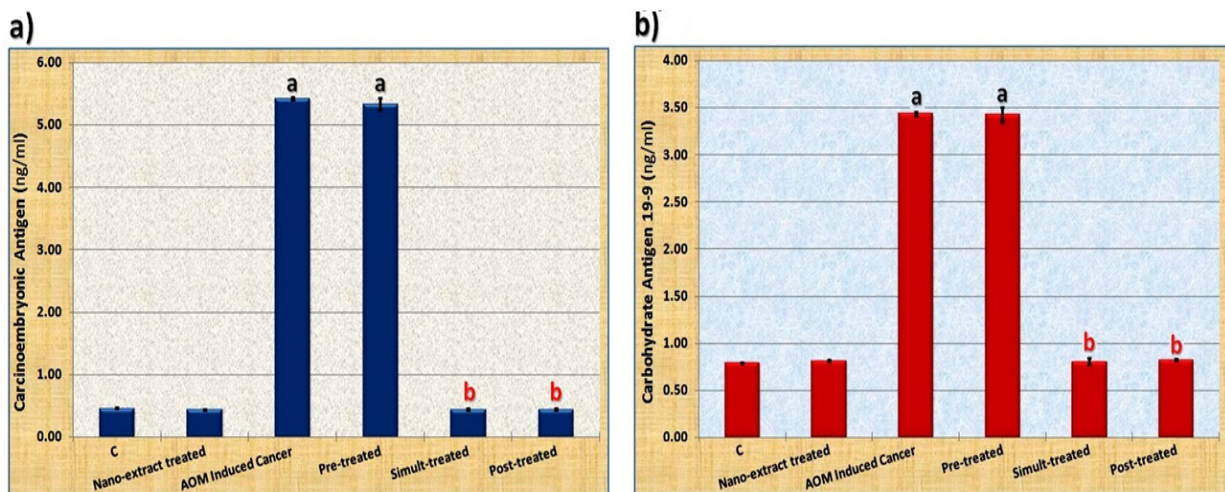 a)
Carcinoembryonic Antigen (ng/ml)
6.00
5.00
4.00
3.00
2.00
1.00
0.00
a
a
b
b
C
Nano-extract treated
AOM Induced Cancer
Pre-treated
Simult-treated
Post-treated
b)
Carbohydrate Antigen 19-9 (ng/ml)
4.00
3.50
3.00
2.50
2.00
1.50
1.00
0.50
0.00
a
a
b
b
C
Nano-extract treated
AOM Induced Cancer
Pre-treated
Simult-treated
Post-treated